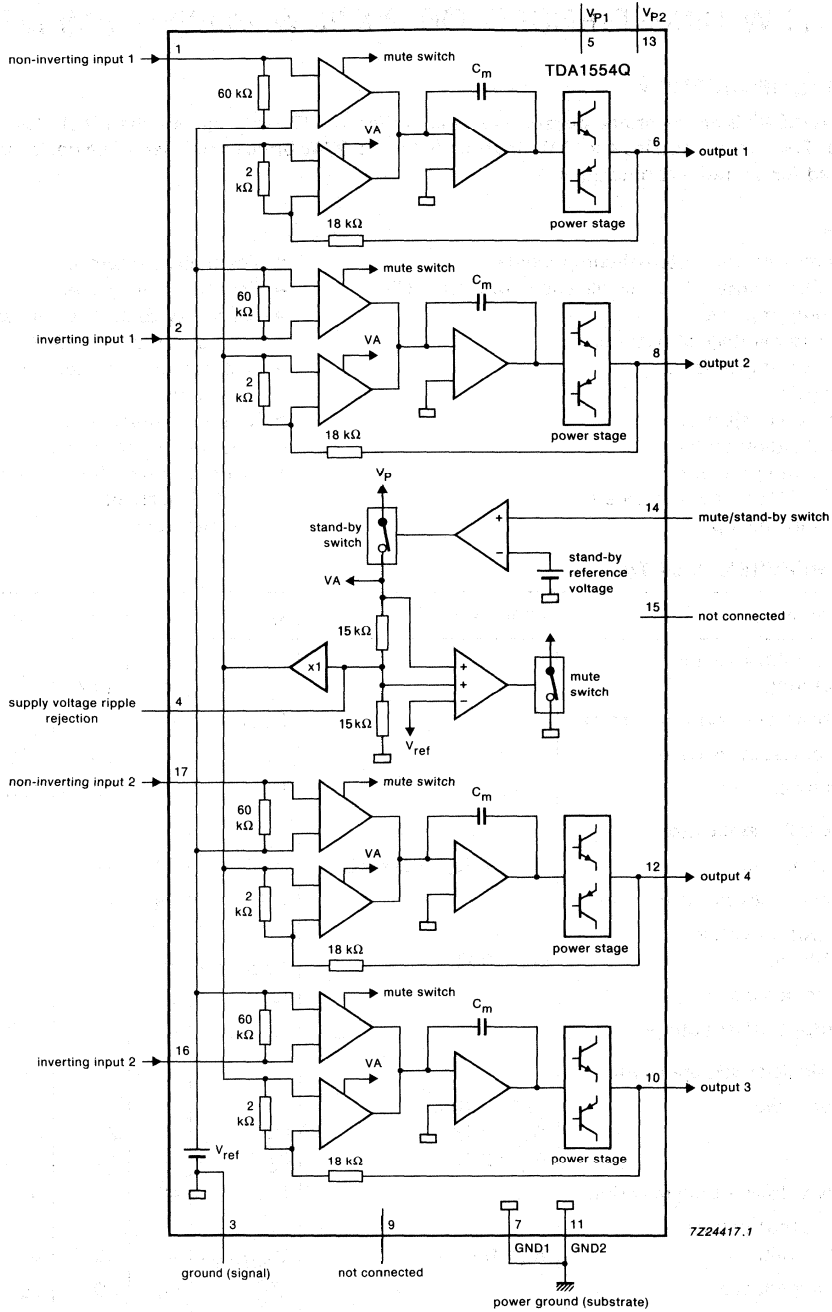 VP1
VP2
5
13
1
non-inverting input 1
mute switch
TDA1554Q
Cm
60 kΩ
VA
6
output 1
2
kΩ
18 kΩ
power stage
mute switch
Cm
60
kΩ
2
inverting input 1
VA
8
output 2
2
kΩ
18 kΩ
power stage
VP
14
mute/stand-by switch
stand-by
switch
+
−
stand-by
reference
voltage
VA
15
not connected
15 kΩ
x1
+
+
−
mute
switch
4
supply voltage ripple
rejection
15 kΩ
Vref
17
non-inverting input 2
mute switch
Cm
60
kΩ
VA
12
output 4
2
kΩ
18 kΩ
power stage
mute switch
Cm
60
kΩ
16
inverting input 2
VA
10
output 3
2
kΩ
Vref
18 kΩ
power stage
3
9
7
11
GND1
GND2
7Z24417.1
ground (signal)
not connected
power ground (substrate)